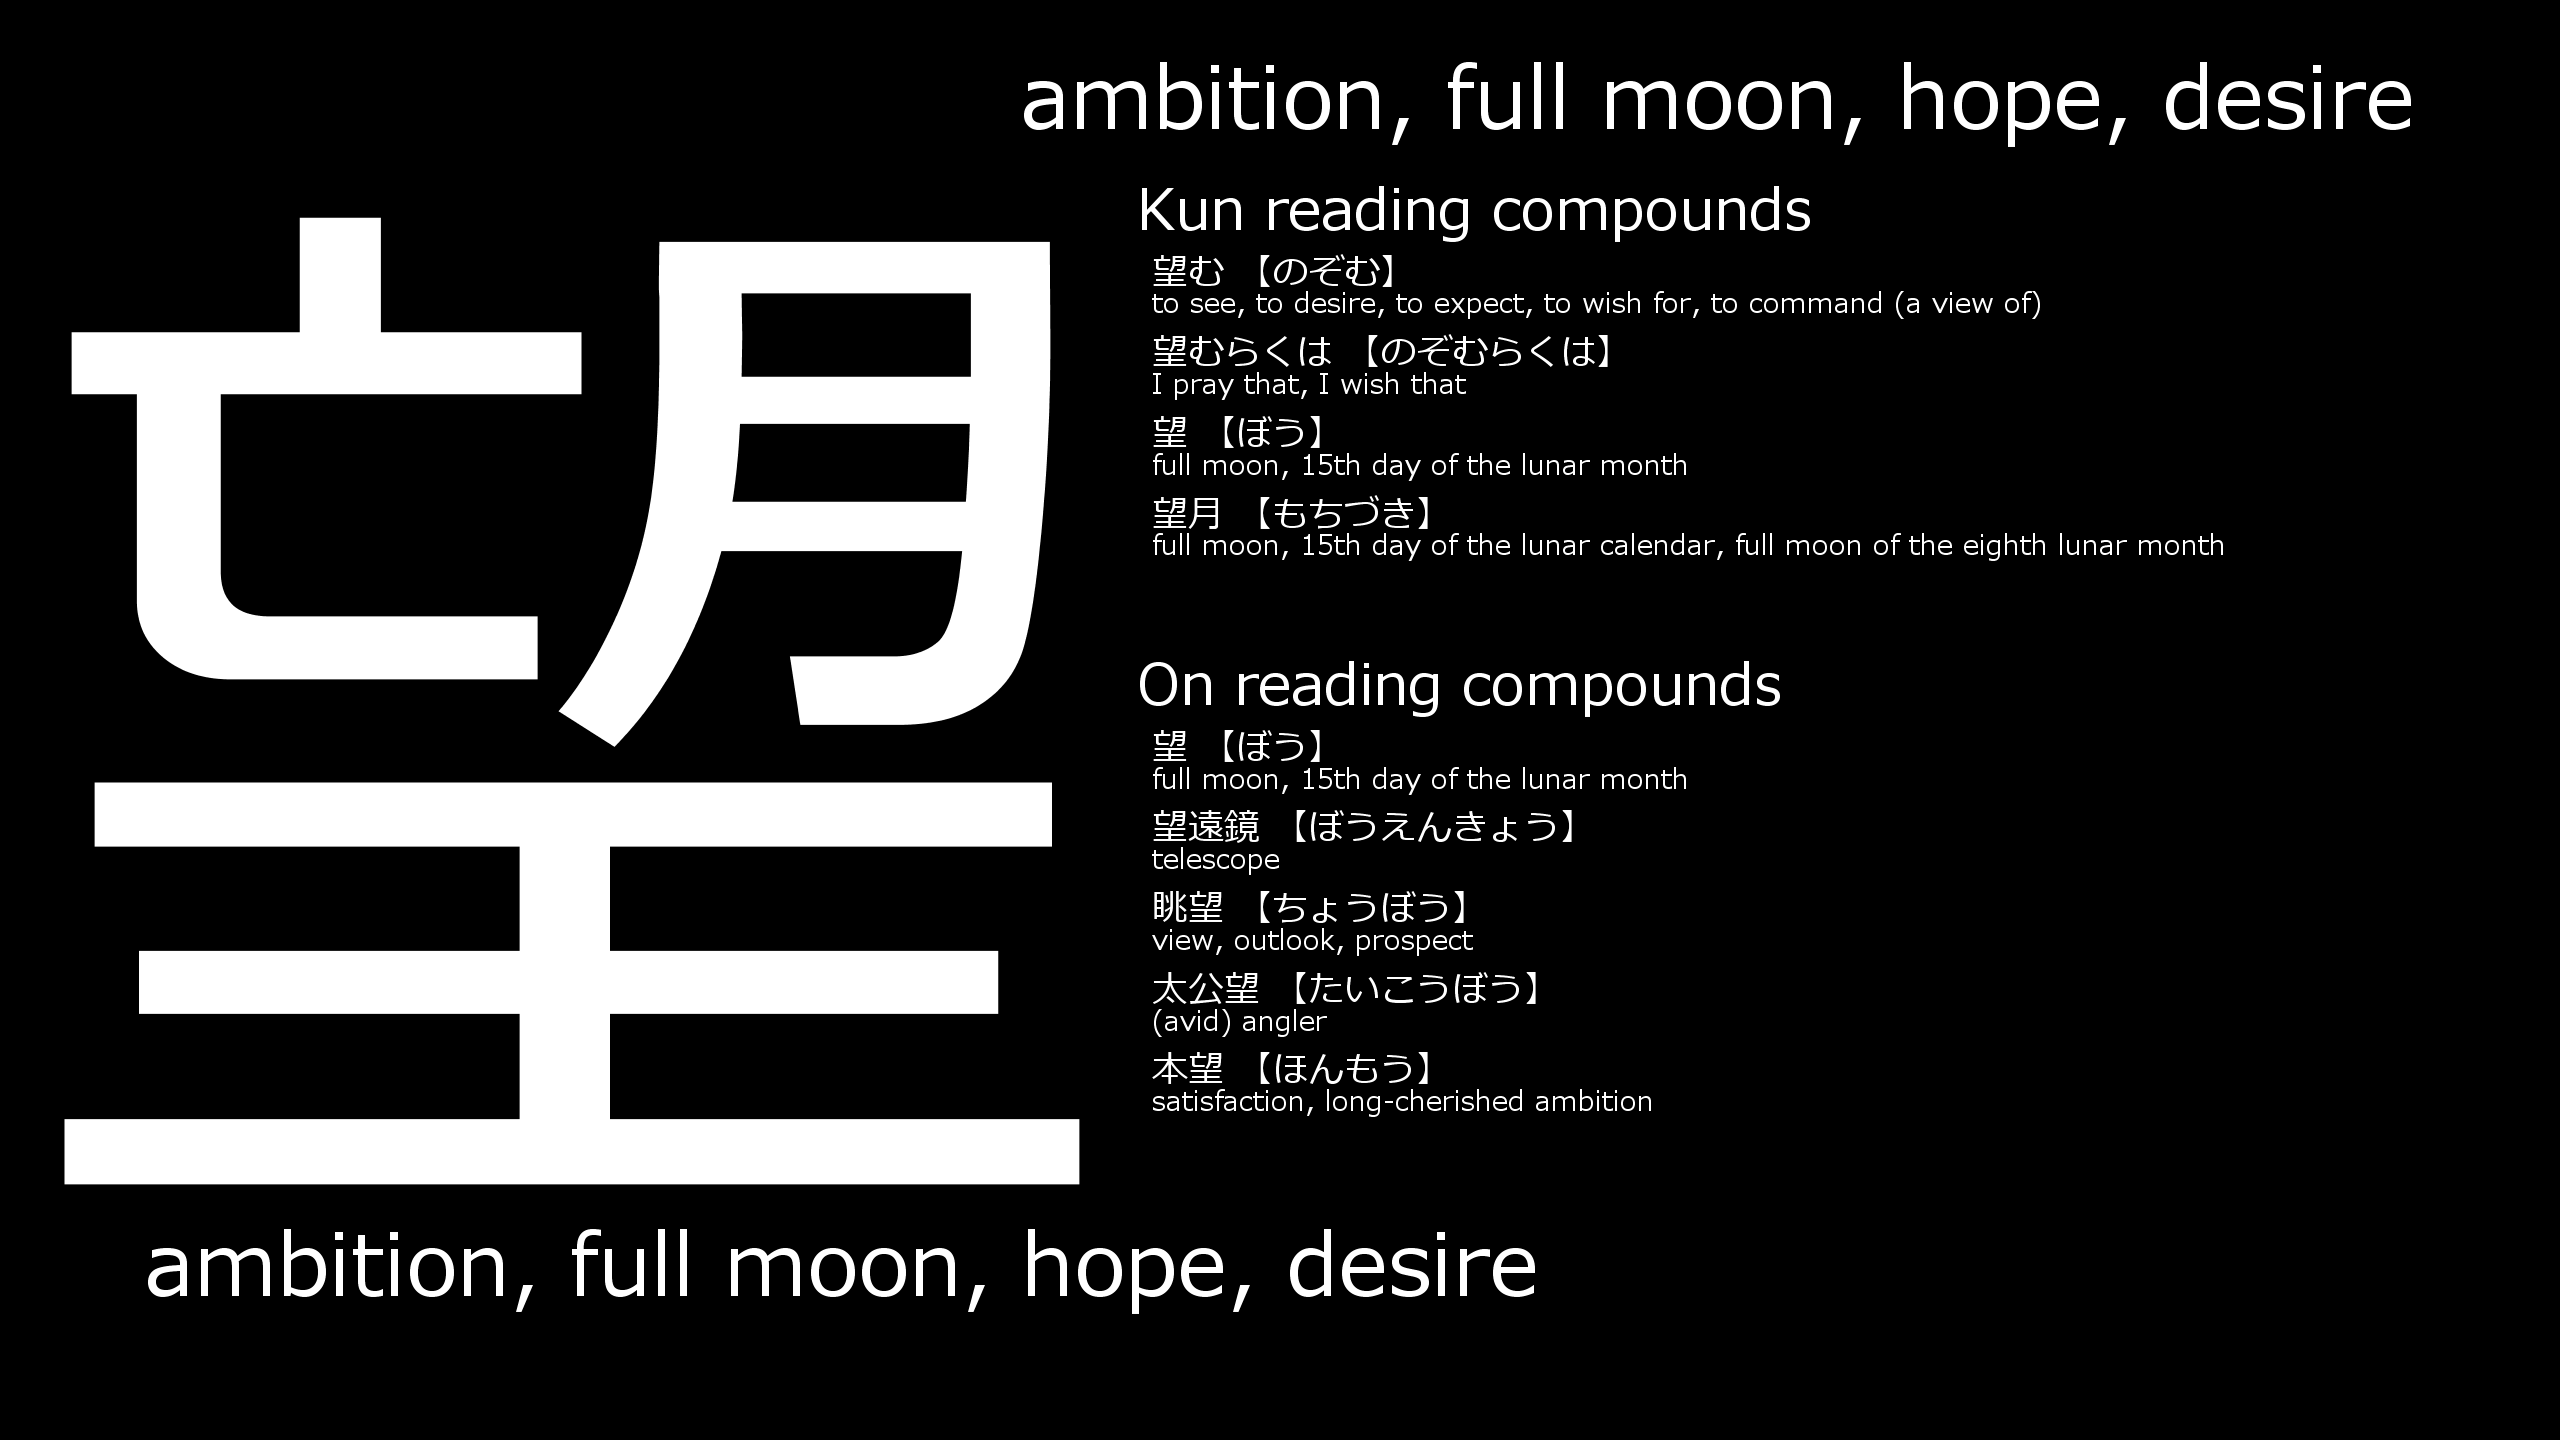 ambition, full moon, hope, desire
望
Kun reading compounds
望む 【のぞむ】
to see, to desire, to expect, to wish for, to command (a view of)
望むらくは 【のぞむらくは】
I pray that, I wish that
望 【ぼう】
full moon, 15th day of the lunar month
望月 【もちづき】
full moon, 15th day of the lunar calendar, full moon of the eighth lunar month
On reading compounds
望 【ぼう】
full moon, 15th day of the lunar month
望遠鏡 【ぼうえんきょう】
telescope
眺望 【ちょうぼう】
view, outlook, prospect
太公望 【たいこうぼう】
(avid) angler
本望 【ほんもう】
satisfaction, long-cherished ambition
ambition, full moon, hope, desire